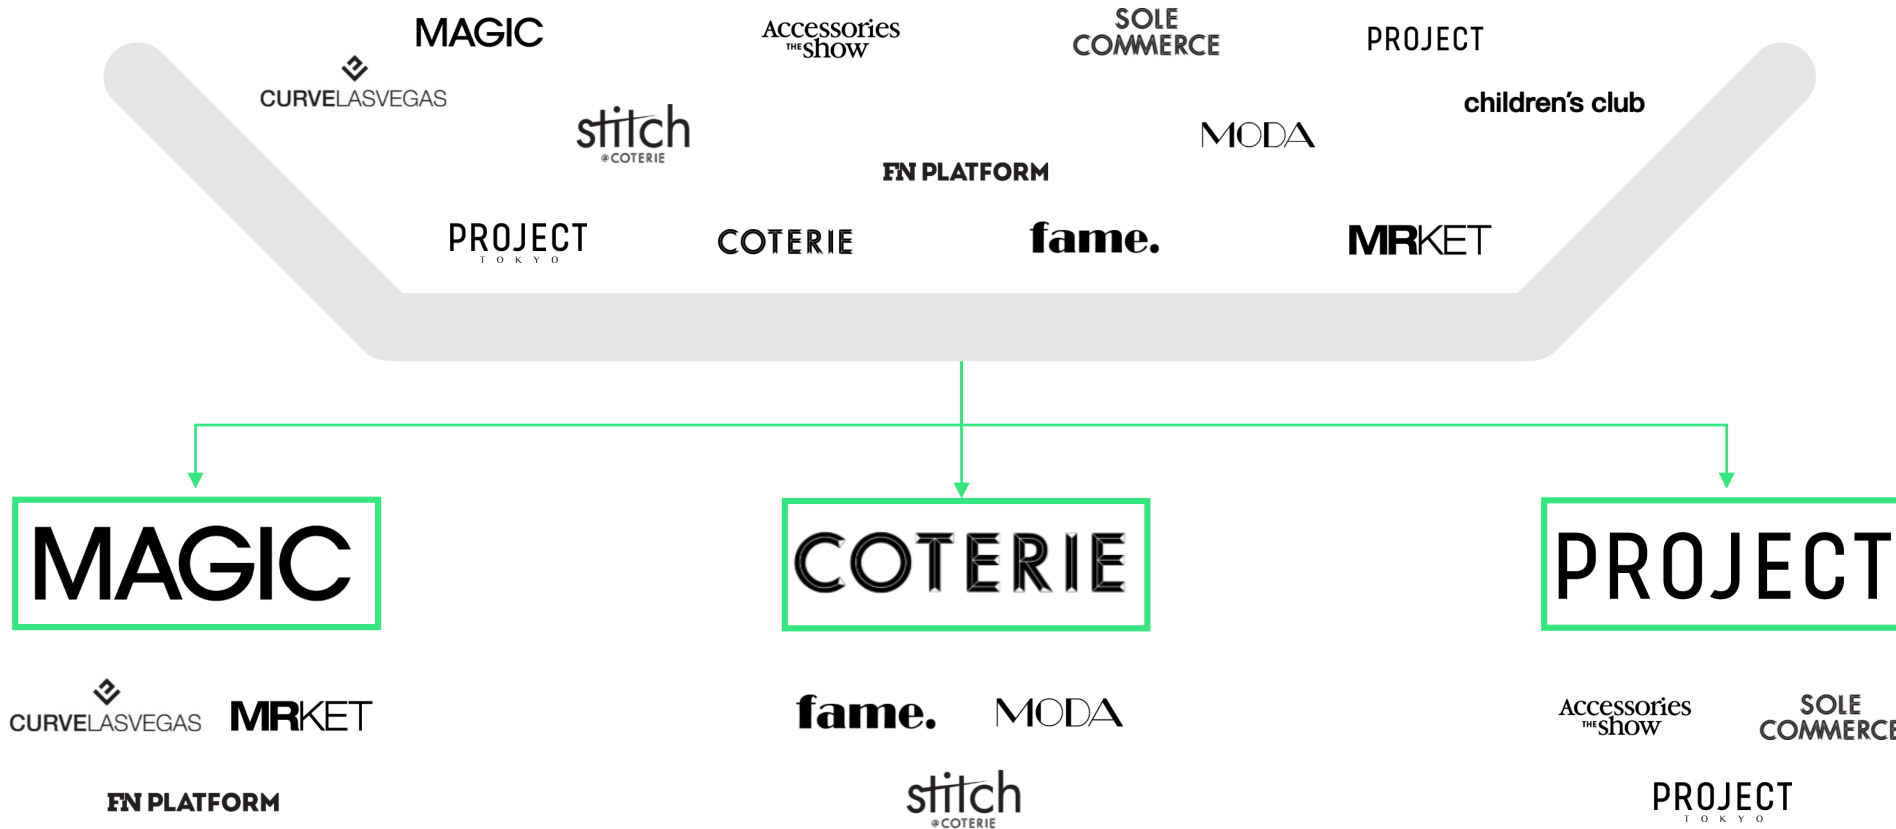 MAGIC
Accessories
THE show
SOLE
COMMERCE
PROJECT
CURVELASVEGAS
children's club
stitch
@COTERIE
MODA
FN PLATFORM
PROJECT
TOKYO
COTERIE
fame.
MRKET
MAGIC
COTERIE
PROJECT
CURVELASVEGAS
MRKET
fame.
MODA
Accessories
THE show
SOLE
COMMERCE
FN PLATFORM
stitch
@COTERIE
PROJECT
TOKYO